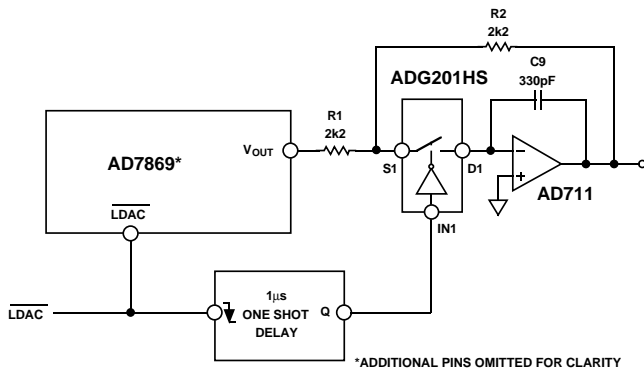 R2
2k2
C9
330pF
ADG201HS
R1
2k2
AD7869*
VOUT
S1
D1
–
+
AD711
LDAC
IN1
LDAC
1µs
ONE SHOT
DELAY
Q
*ADDITIONAL PINS OMITTED FOR CLARITY